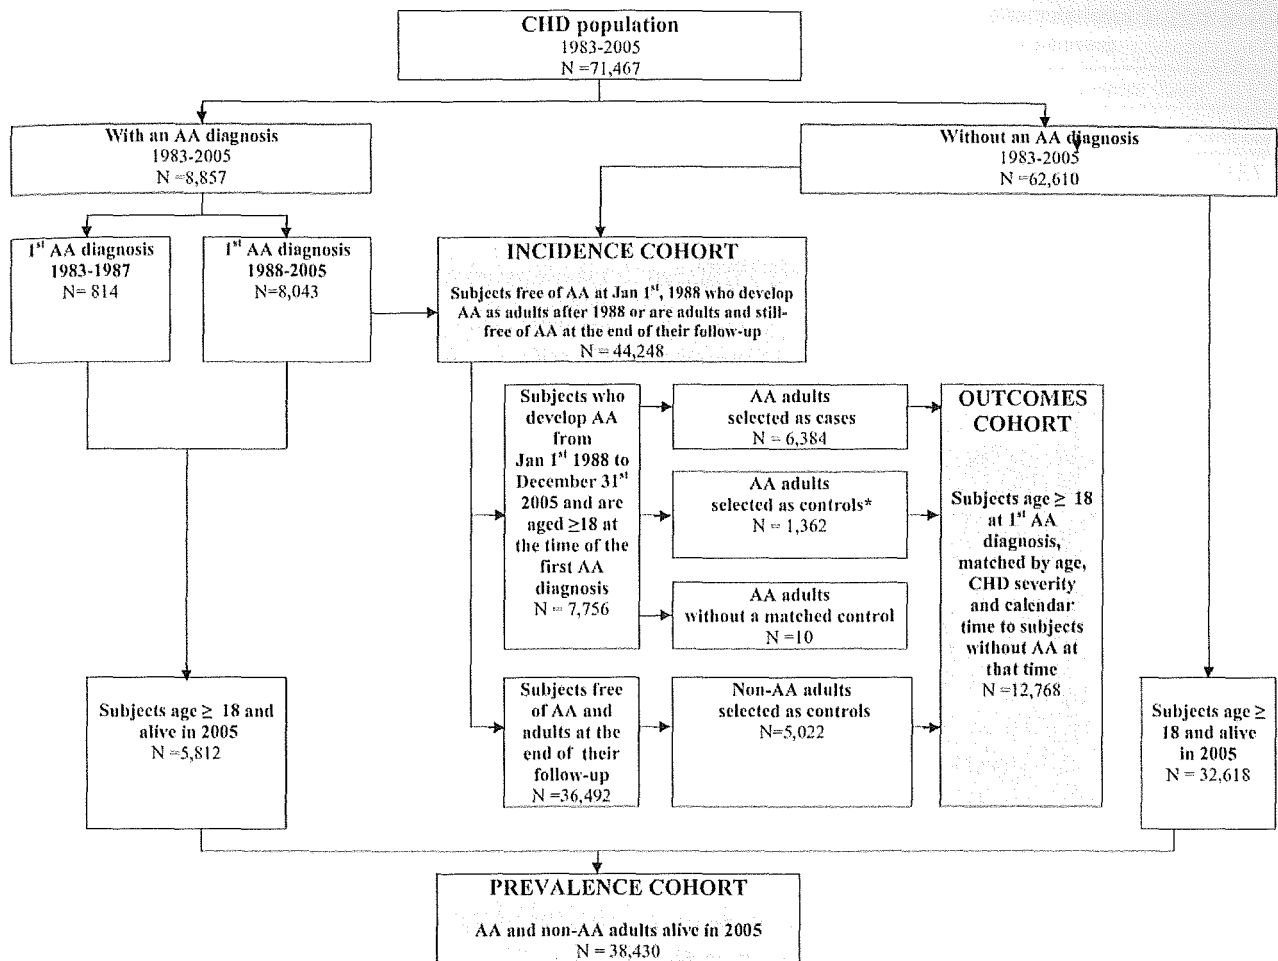 CHD population
1983-2005
N =71,467
With an AA diagnosis
1983-2005
N =8,857
Without an AA diagnosis
1983-2005
N =62,610
1st AA diagnosis
1983-1987
N= 814
1st AA diagnosis
1988-2005
N=8,043
INCIDENCE COHORT
Subjects free of AA at Jan 1st, 1988 who develop
AA as adults after 1988 or are adults and still-
free of AA at the end of their follow-up
N = 44,248
Subjects who
develop AA
from
Jan 1st 1988 to
December 31st
2005 and are
aged ≥18 at
the time of the
first AA
diagnosis
N = 7,756
AA adults
selected as cases
N = 6,384
AA adults
selected as controls*
N = 1,362
AA adults
without a matched control
N =10
OUTCOMES
COHORT
Subjects age ≥ 18
at 1st AA
diagnosis,
matched by age,
CHD severity
and calendar
time to subjects
without AA at
that time
N =12,768
Subjects age ≥ 18 and
alive in 2005
N =5,812
Subjects free
of AA and
adults at the
end of their
follow-up
N =36,492
Non-AA adults
selected as controls
N=5,022
Subjects age ≥
18 and alive
in 2005
N = 32,618
PREVALENCE COHORT
AA and non-AA adults alive in 2005
N = 38,430